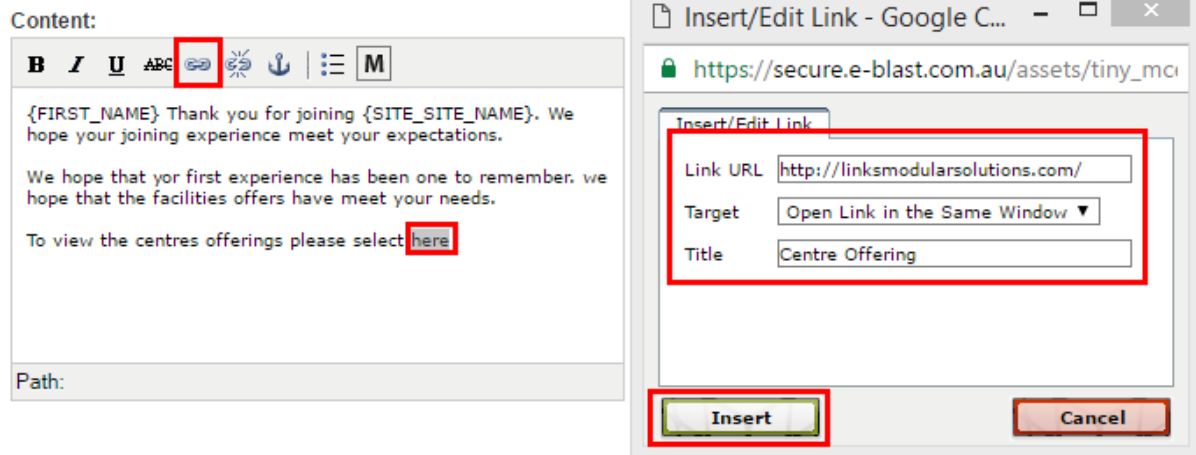 Content:
B I U ABC M
{FIRST_NAME} Thank you for joining {SITE_SITE_NAME}. We
hope your joining experience meet your expectations.
We hope that yor first experience has been one to remember. we
hope that the facilities offers have meet your needs.
To view the centres offerings please select here
Path:
Insert/Edit Link - Google C...
https://secure.e-blast.com.au/assets/tiny_mc
Insert/Edit Link
Link URL http://linksmodularsolutions.com/
Target Open Link in the Same Window ▼
Title Centre Offering
Insert Cancel